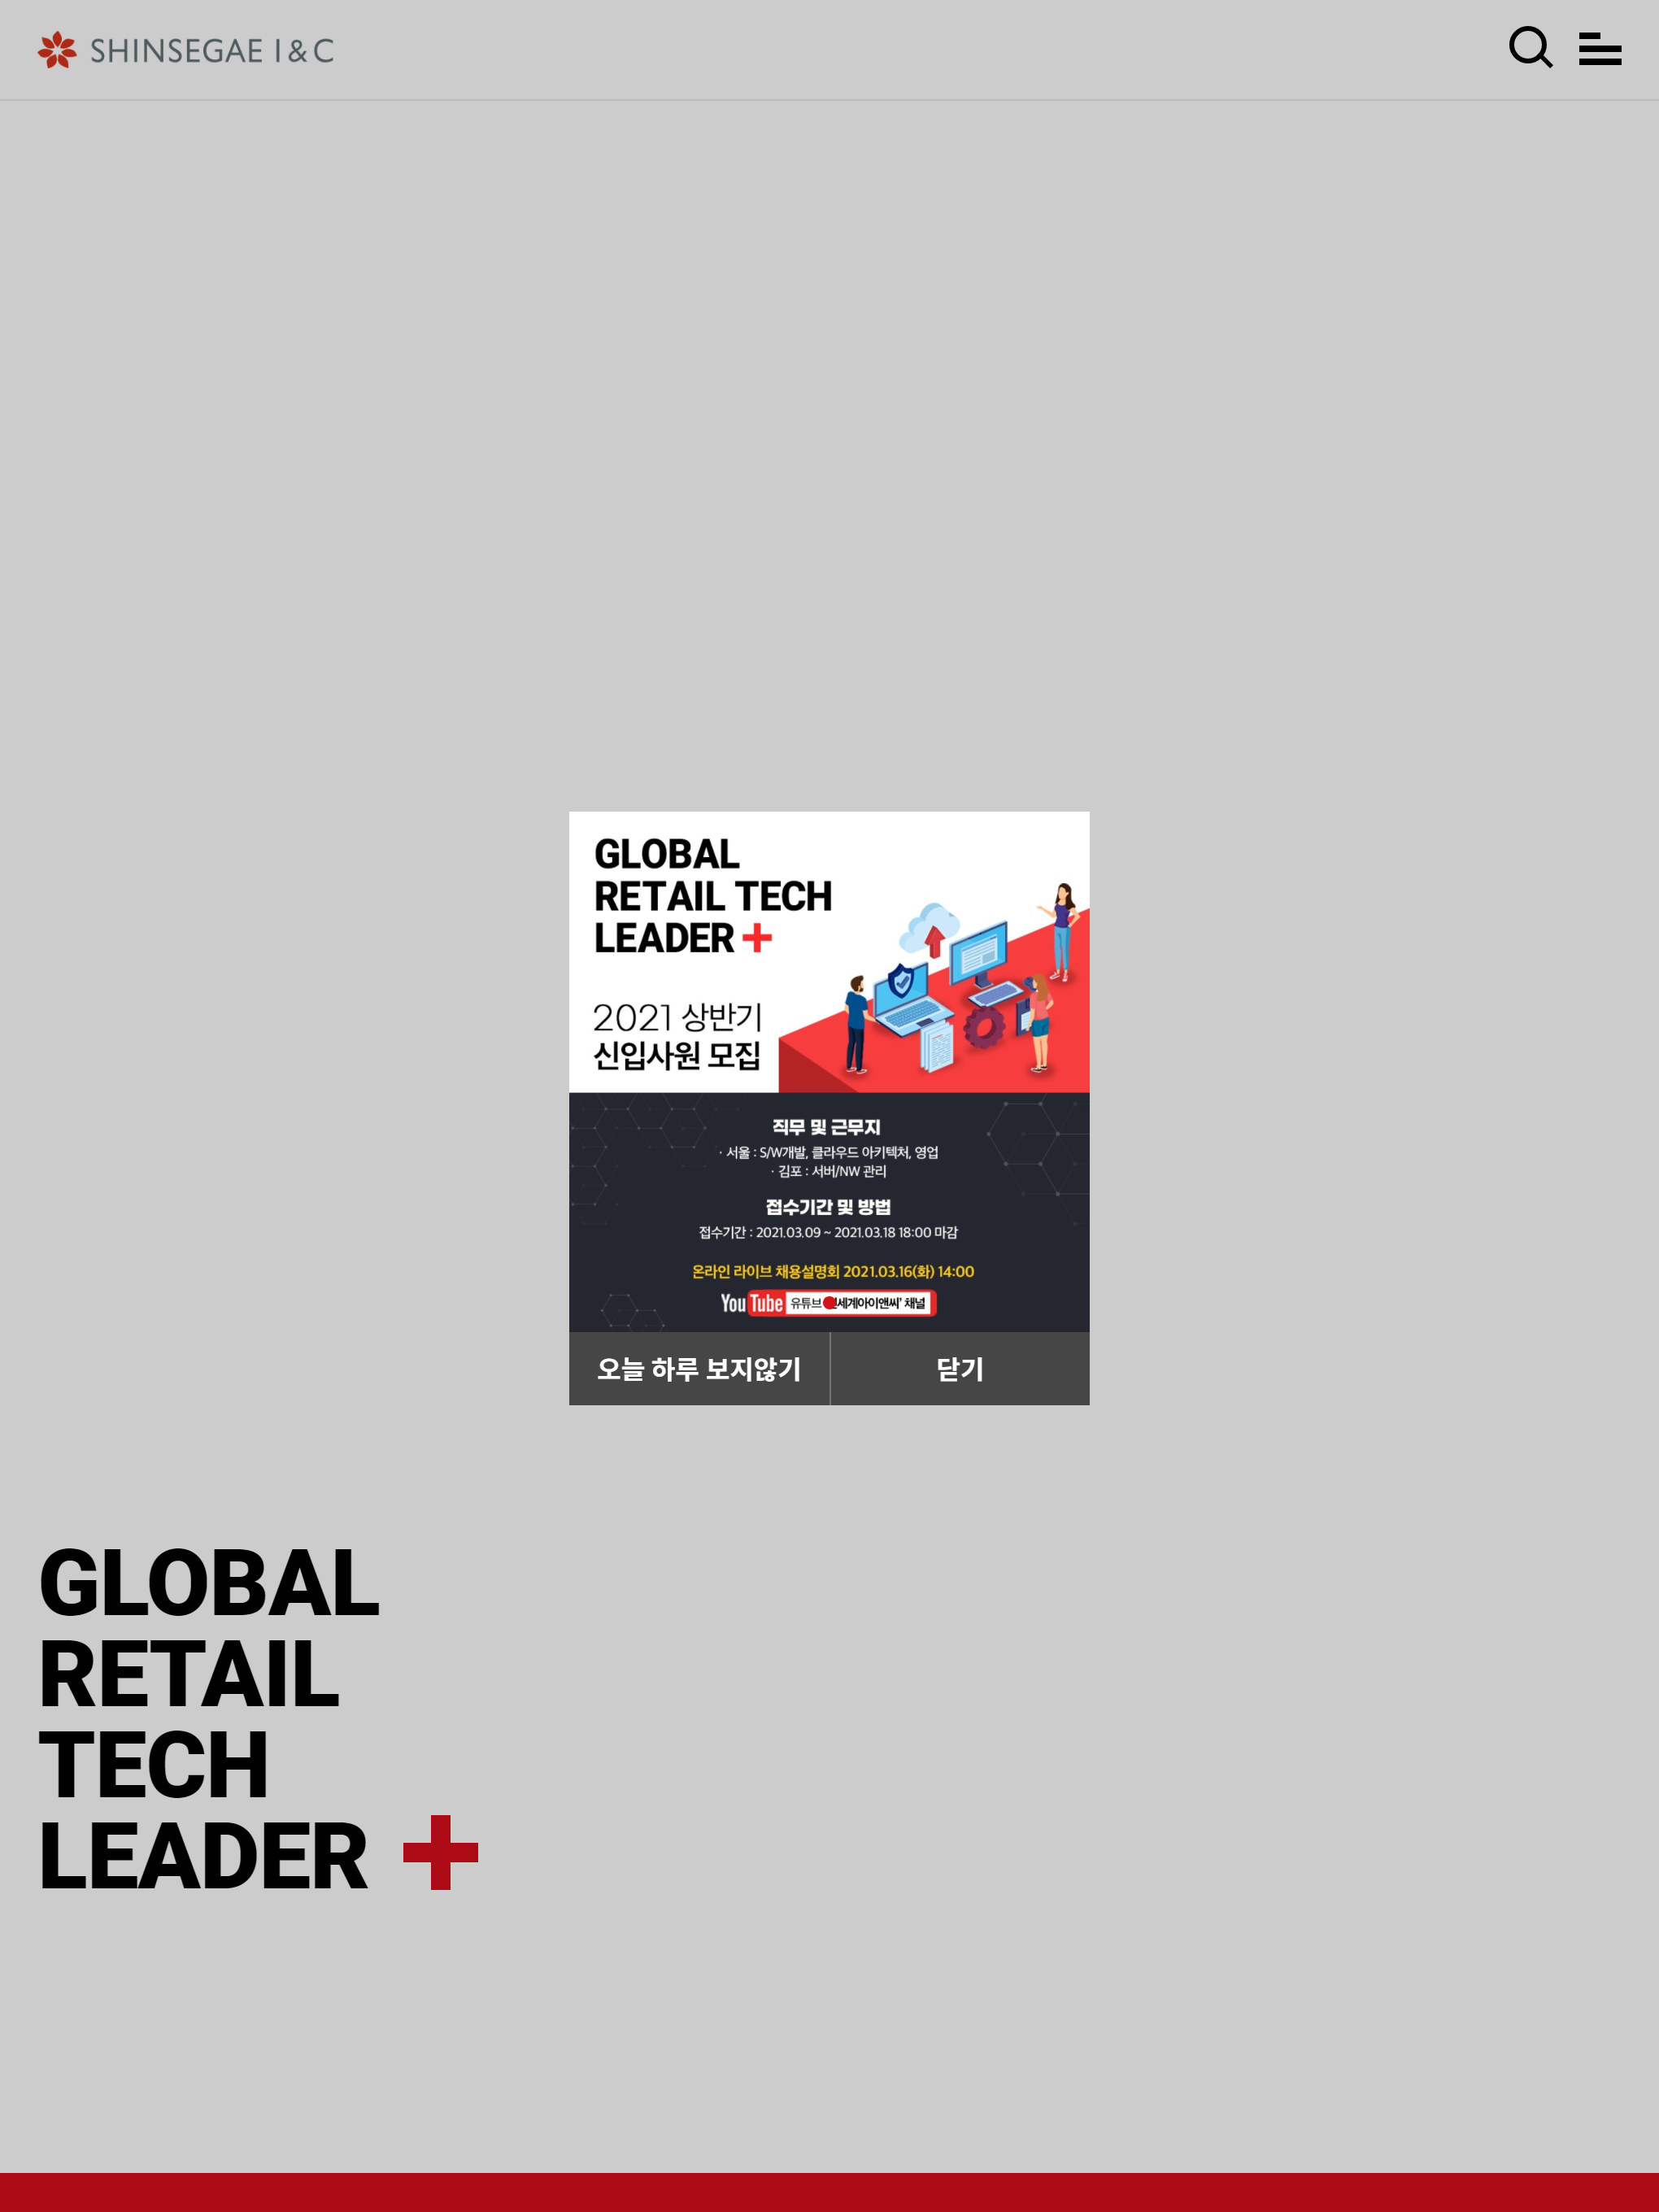 SHINSEGAE I & C
GLOBAL
RETAIL TECH
LEADER +
2021 상반기
신입사원 모집
직무 및 근무지
· 서울 : S/W개발, 클라우드 아키텍처, 영업
· 김포 : 서버/NW 관리
접수기간 및 방법
접수기간 : 2021.03.09 ~ 2021.03.18 18:00 마감
온라인 라이브 채용설명회 2021.03.16(화) 14:00
YouTube 유튜브 세계아이앤씨' 채널
오늘 하루 보지않기
닫기
GLOBAL
RETAIL
TECH
LEADER +